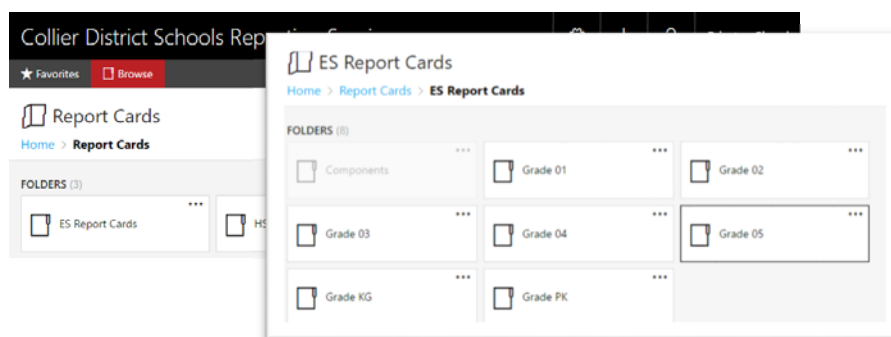 Collier District Schools Rep
★ Favorites Browse
Report Cards
Home > Report Cards
FOLDERS (3)
ES Report Cards
HS
ES Report Cards
Home > Report Cards > ES Report Cards
FOLDERS (8)
Components
Grade 01
Grade 02
Grade 03
Grade 04
Grade 05
Grade KG
Grade PK